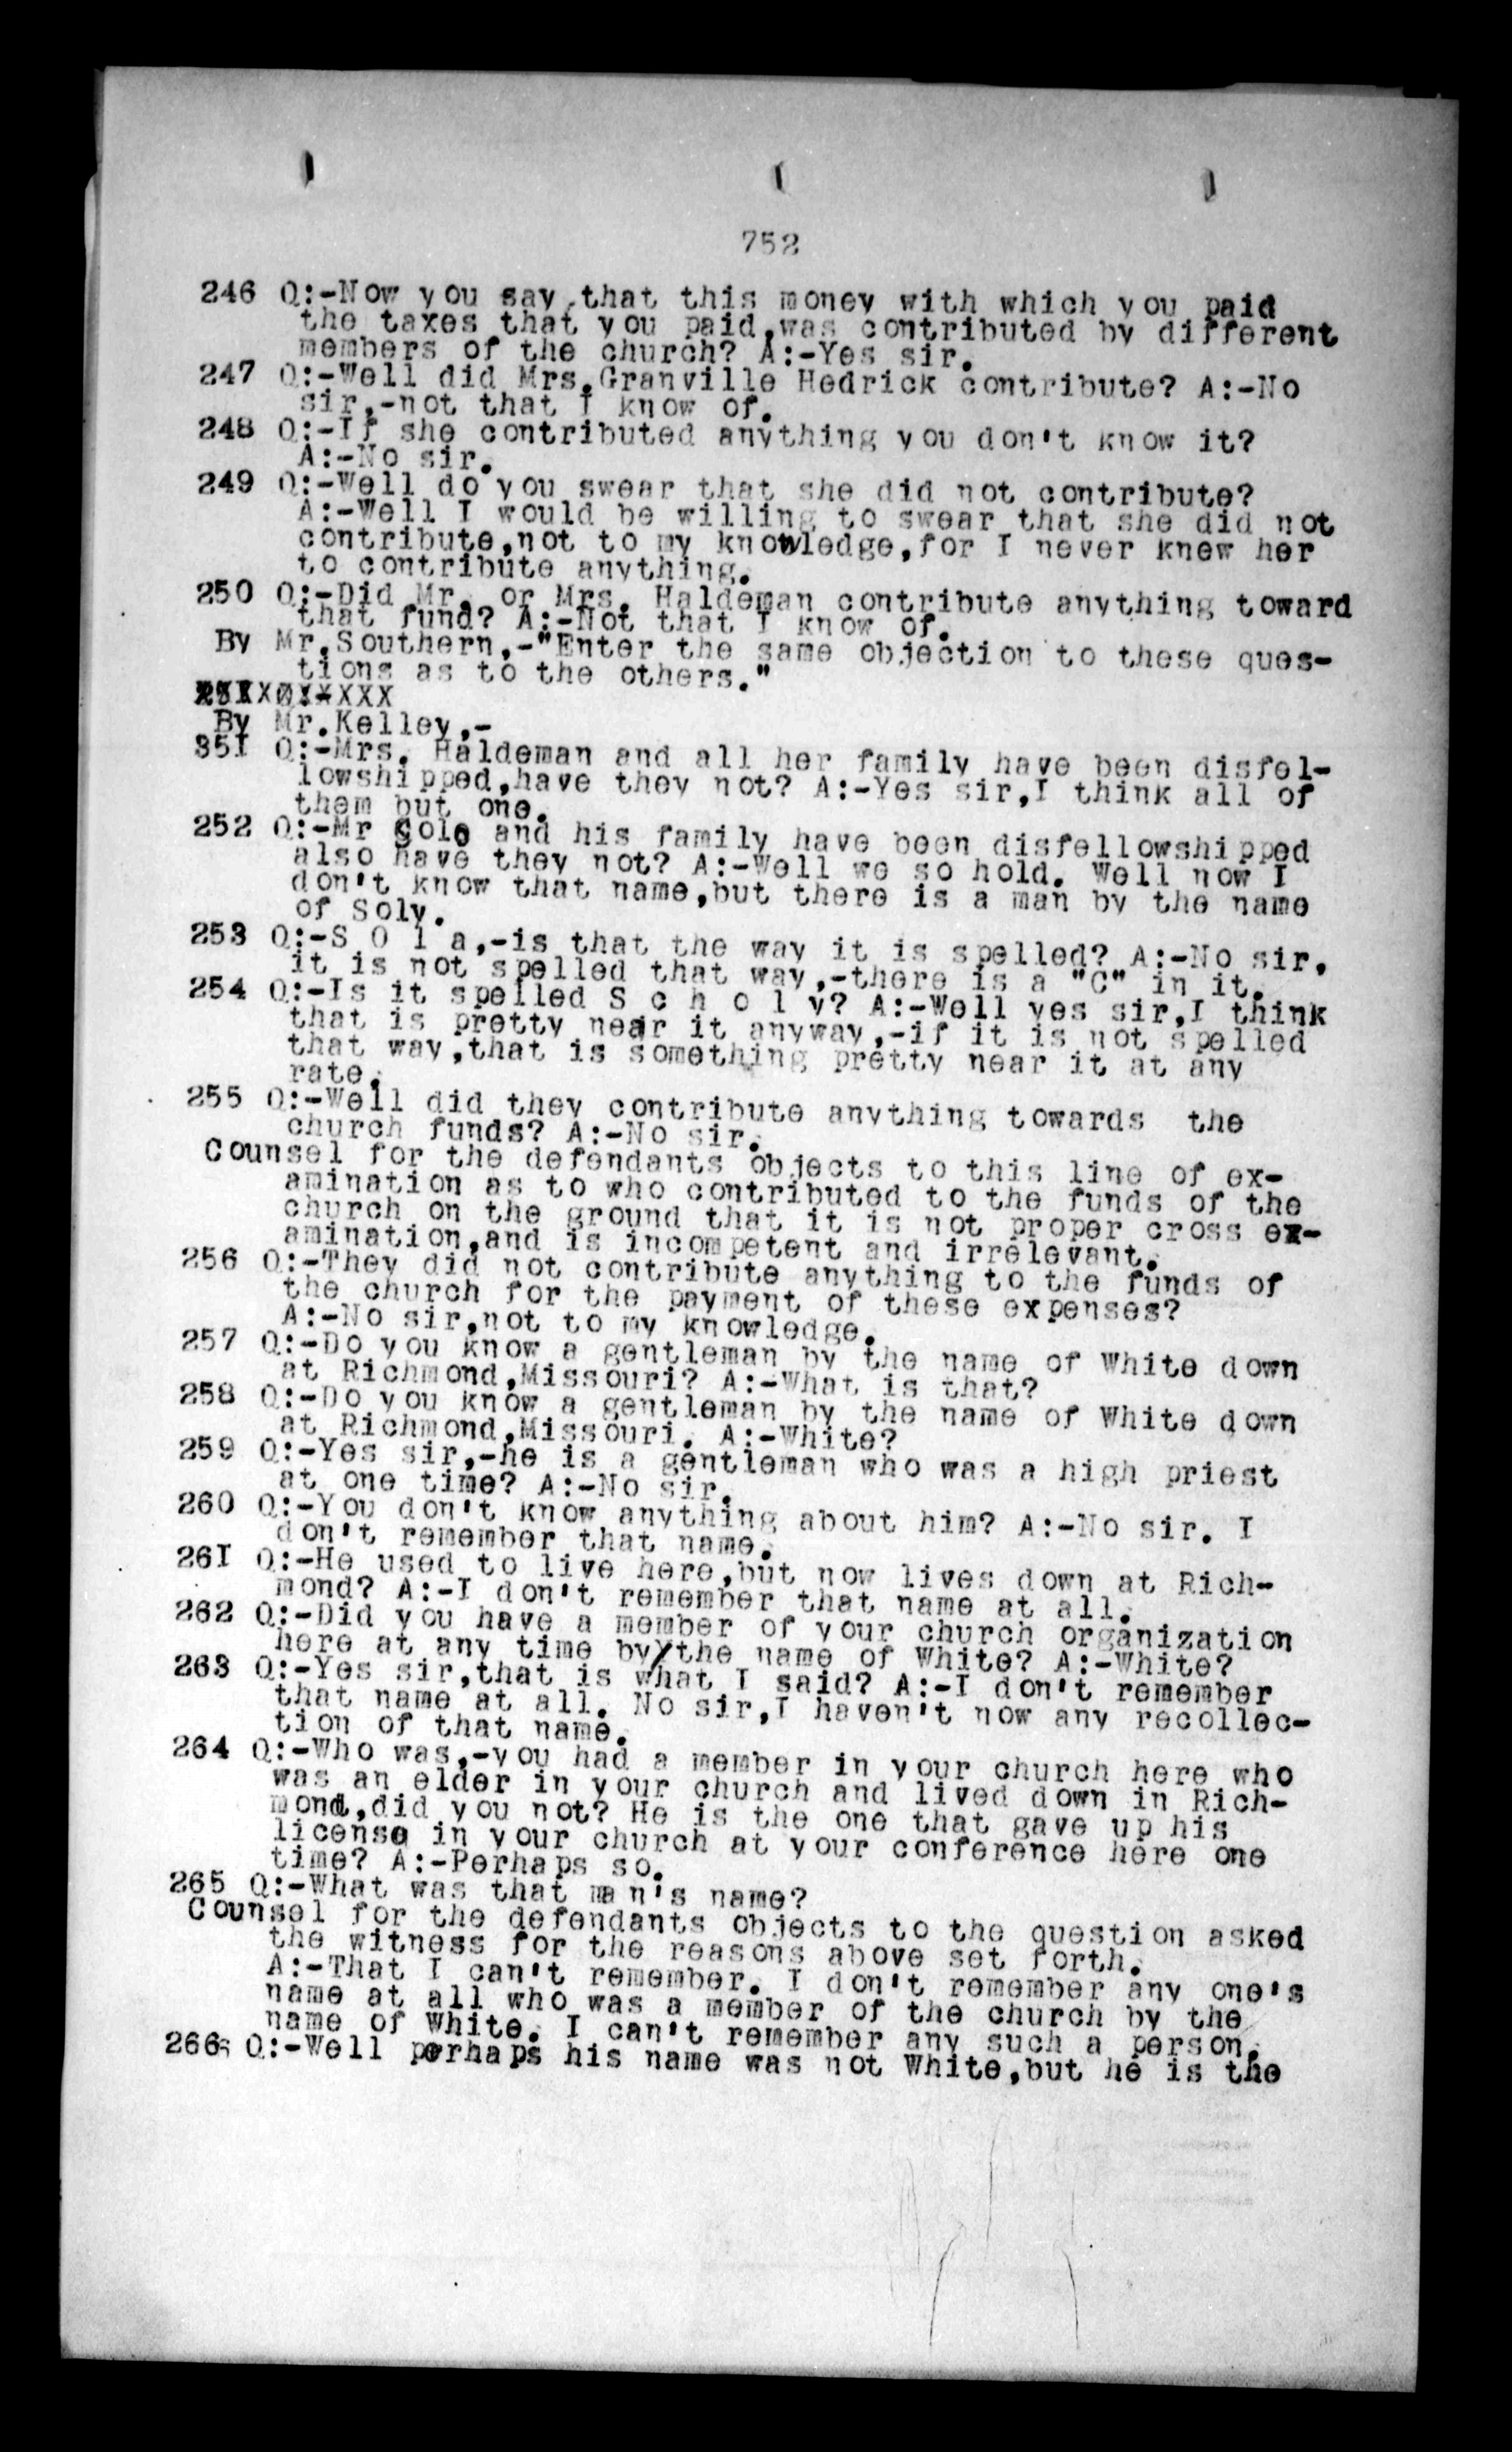 752
246 Q:-Now you say that this money with which you paid
the taxes that you paid,was contributed by different
members of the church? A:-Yes sir.
247 Q:-Well did Mrs.Granville Hedrick contribute? A:-No
sir,-not that I know of.
248 Q:-If she contributed anything you don't know it?
A:-No sir.
249 Q:-Well do you swear that she did not contribute?
A:-Well I would be willing to swear that she did not
contribute,not to my knowledge,for I never knew her
to contribute anything.
250 Q:-Did Mr. or Mrs. Haldeman contribute anything toward
that fund? A:-Not that I know of.
By Mr.Southern,-"Enter the same objection to these ques-
tions as to the others."
By Mr.Kelley,-
351 Q:-Mrs. Haldeman and all her family have been disfel-
lowshipped,have they not? A:-Yes sir,I think all of
them but one.
252 Q:-Mr Sole and his family have been disfellowshipped
also have they not? A:-Well we so hold. Well now I
don't know that name,but there is a man by the name
of Soly.
253 Q:-S O l a,-is that the way it is spelled? A:-No sir,
it is not spelled that way,-there is a "C" in it.
254 Q:-Is it spelled S c h o l y? A:-Well yes sir,I think
that is pretty near it anyway,-if it is not spelled
that way,that is something pretty near it at any
rate.
255 Q:-Well did they contribute anything towards the
church funds? A:-No sir.
Counsel for the defendants objects to this line of ex-
amination as to who contributed to the funds of the
church on the ground that it is not proper cross ex-
amination,and is incompetent and irrelevant.
256 Q:-They did not contribute anything to the funds of
the church for the payment of these expenses?
A:-No sir,not to my knowledge.
257 Q:-Do you know a gentleman by the name of White down
at Richmond,Missouri? A:-What is that?
258 Q:-Do you know a gentleman by the name of White down
at Richmond,Missouri. A:-White?
259 Q:-Yes sir,-he is a gentleman who was a high priest
at one time? A:-No sir.
260 Q:-You don't know anything about him? A:-No sir. I
don't remember that name.
261 Q:-He used to live here,but now lives down at Rich-
mond? A:-I don't remember that name at all.
262 Q:-Did you have a member of your church organization
here at any time by/the name of White? A:-White?
263 Q:-Yes sir,that is what I said? A:-I don't remember
that name at all. No sir,I haven't now any recollec-
tion of that name.
264 Q:-Who was,-you had a member in your church here who
was an elder in your church and lived down in Rich-
mond,did you not? He is the one that gave up his
license in your church at your conference here one
time? A:-Perhaps so.
265 Q:-What was that man's name?
Counsel for the defendants objects to the question asked
the witness for the reasons above set forth.
A:-That I can't remember. I don't remember any one's
name at all who was a member of the church by the
name of White. I can't remember any such a person.
266 Q:-Well perhaps his name was not White,but he is the